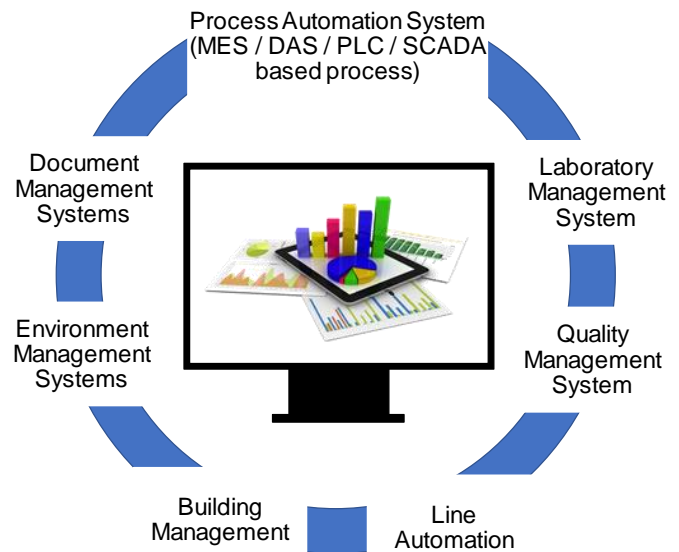 Process Automation System
(MES / DAS / PLC / SCADA
based process)
Document
Management
Systems
Laboratory
Management
System
Environment
Management
Systems
Quality
Management
System
Building
Management
Line
Automation